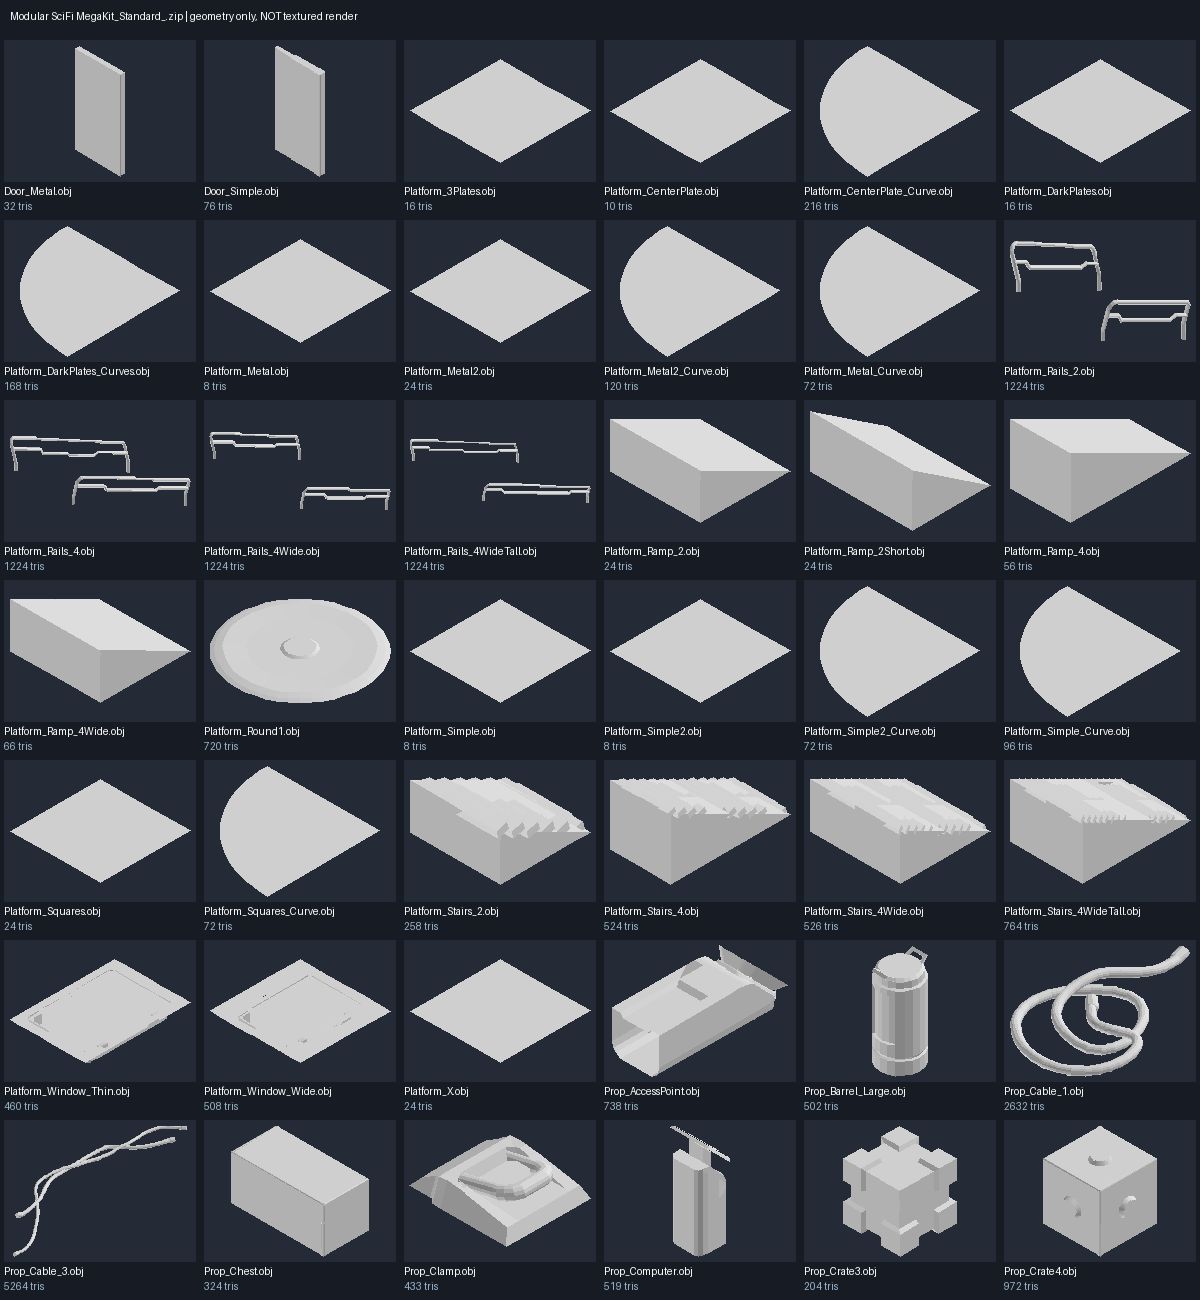 Modular SciFi MegaKit_Standard_.zip | geometry only, NOT textured render
Door_Metal.obj
32 tris
Door_Simple.obj
76 tris
Platform_3Plates.obj
16 tris
Platform_CenterPlate.obj
10 tris
Platform_CenterPlate_Curve.obj
216 tris
Platform_DarkPlates.obj
16 tris
Platform_DarkPlates_Curves.obj
168 tris
Platform_Metal.obj
8 tris
Platform_Metal2.obj
24 tris
Platform_Metal2_Curve.obj
120 tris
Platform_Metal_Curve.obj
72 tris
Platform_Rails_2.obj
1224 tris
Platform_Rails_4.obj
1224 tris
Platform_Rails_4Wide.obj
1224 tris
Platform_Rails_4WideTall.obj
1224 tris
Platform_Ramp_2.obj
24 tris
Platform_Ramp_2Short.obj
24 tris
Platform_Ramp_4.obj
56 tris
Platform_Ramp_4Wide.obj
66 tris
Platform_Round1.obj
720 tris
Platform_Simple.obj
8 tris
Platform_Simple2.obj
8 tris
Platform_Simple2_Curve.obj
72 tris
Platform_Simple_Curve.obj
96 tris
Platform_Squares.obj
24 tris
Platform_Squares_Curve.obj
72 tris
Platform_Stairs_2.obj
258 tris
Platform_Stairs_4.obj
524 tris
Platform_Stairs_4Wide.obj
526 tris
Platform_Stairs_4WideTall.obj
764 tris
Platform_Window_Thin.obj
460 tris
Platform_Window_Wide.obj
508 tris
Platform_X.obj
24 tris
Prop_AccessPoint.obj
738 tris
Prop_Barrel_Large.obj
502 tris
Prop_Cable_1.obj
2632 tris
Prop_Cable_3.obj
5264 tris
Prop_Chest.obj
324 tris
Prop_Clamp.obj
433 tris
Prop_Computer.obj
519 tris
Prop_Crate3.obj
204 tris
Prop_Crate4.obj
972 tris